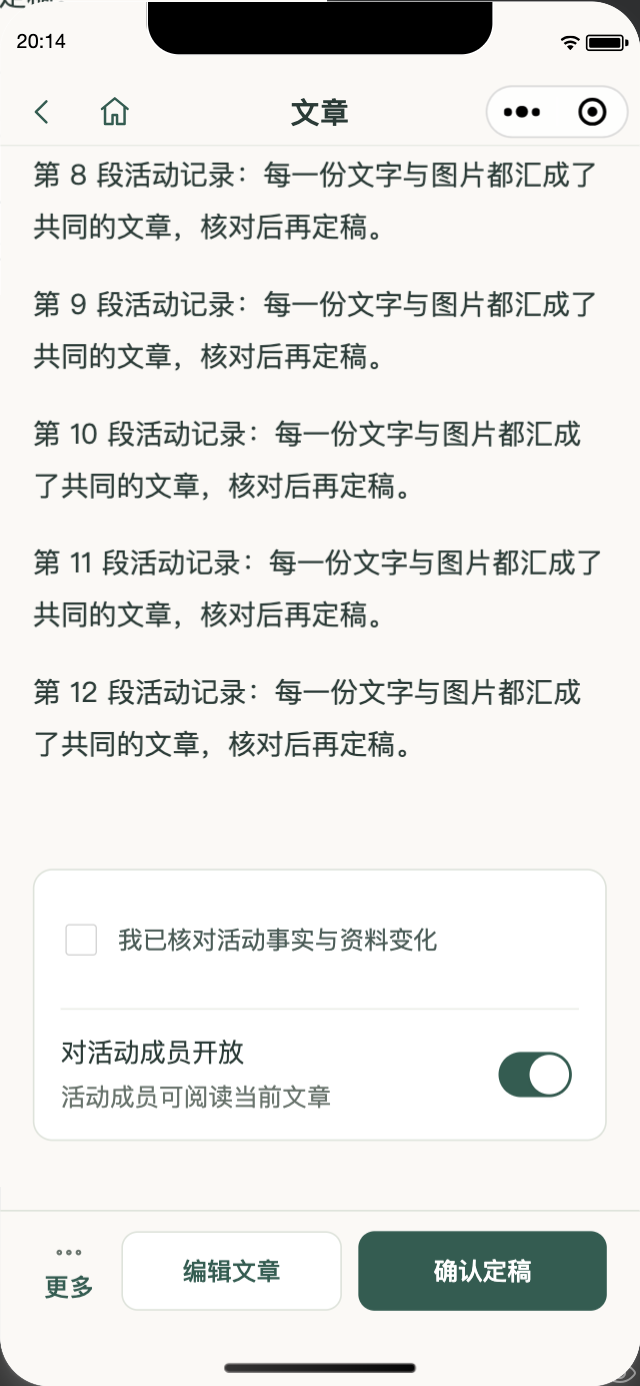 20:14
文章
第 8 段活动记录：每一份文字与图片都汇成了
共同的文章，核对后再定稿。
第 9 段活动记录：每一份文字与图片都汇成了
共同的文章，核对后再定稿。
第 10 段活动记录：每一份文字与图片都汇成
了共同的文章，核对后再定稿。
第 11 段活动记录：每一份文字与图片都汇成了
共同的文章，核对后再定稿。
第 12 段活动记录：每一份文字与图片都汇成
了共同的文章，核对后再定稿。
我已核对活动事实与资料变化
对活动成员开放
活动成员可阅读当前文章
更多
编辑文章
确认定稿